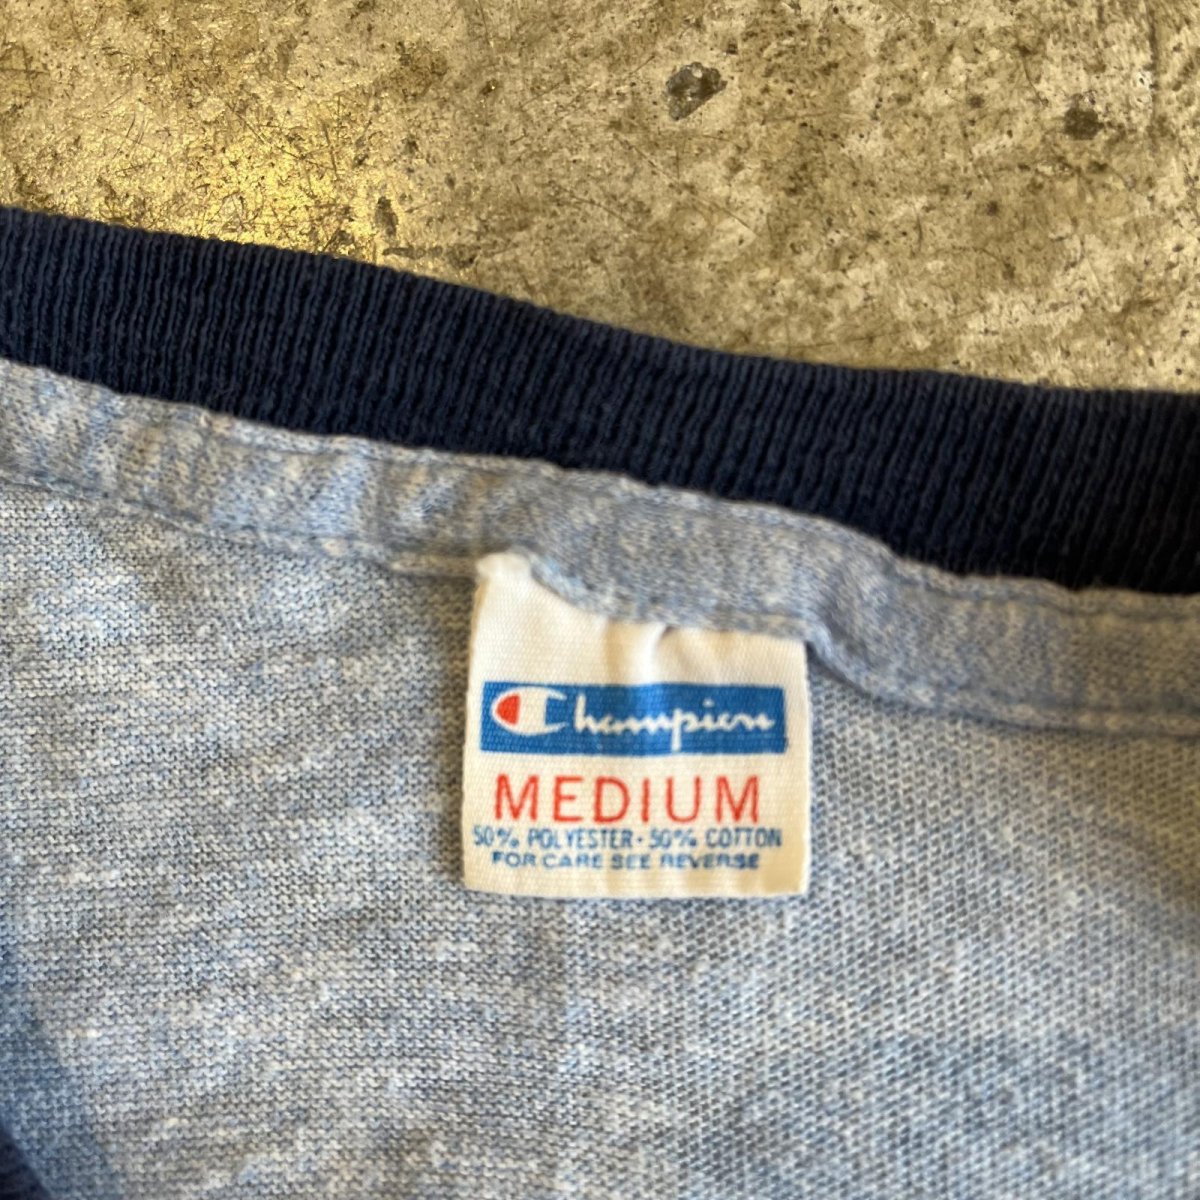 Champion
MEDIUM
50% POLYESTER · 50% COTTON
FOR CARE SEE REVERSE